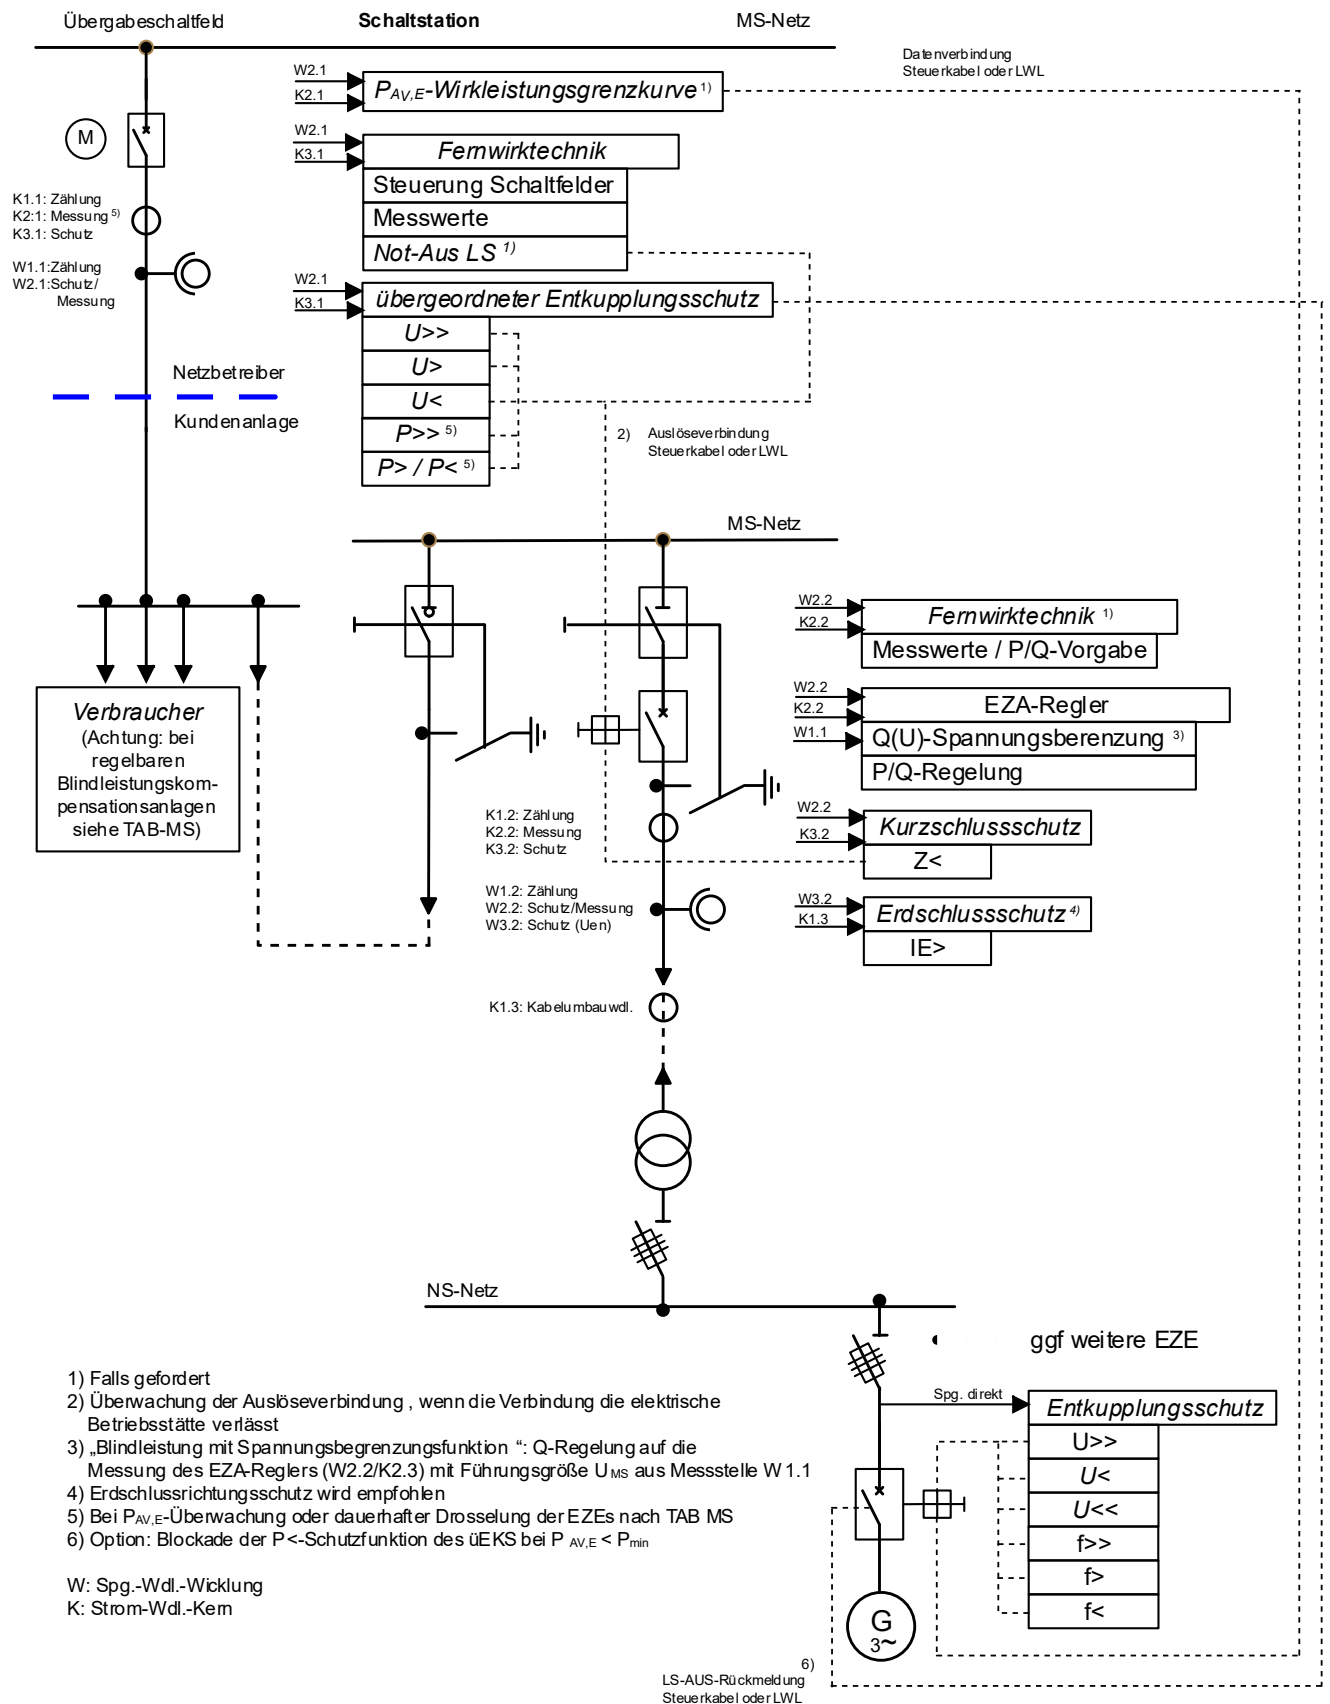 Übergabeschaltfeld
Schaltstation
MS-Netz
Datenverbindung
Steuerkabel oder LWL
W2.1
K2.1
PAV,E-Wirkleistungsgrenzkurve 1)
M
W2.1
K3.1
Fernwirktechnik
Steuerung Schaltfelder
Messwerte
Not-Aus LS 1)
K1.1: Zählung
K2:1: Messung 5)
K3.1: Schutz
W1.1:Zählung
W2.1:Schutz/
Messung
W2.1
K3.1
übergeordneter Entkupplungsschutz
U>>
U>
U<
P>> 5)
P> / P< 5)
Netzbetreiber
Kundenanlage
2) Auslöseverbindung
Steuerkabel oder LWL
MS-Netz
Verbraucher
(Achtung: bei
regelbaren
Blindleistungskom-
pensationsanlagen
siehe TAB-MS)
W2.2
K2.2
Fernwirktechnik 1)
Messwerte / P/Q-Vorgabe
W2.2
K2.2
W1.1
EZA-Regler
Q(U)-Spannungsberenzung 3)
P/Q-Regelung
K1.2: Zählung
K2.2: Messung
K3.2: Schutz
W2.2
K3.2
Kurzschlussschutz
Z<
W1.2: Zählung
W2.2: Schutz/Messung
W3.2: Schutz (Uen)
W3.2
K1.3
Erdschlussschutz 4)
IE>
K1.3: Kabelumbauwdl.
NS-Netz
ggf weitere EZE
Spg. direkt
Entkupplungsschutz
U>>
U<
U<<
f>>
f>
f<
G
3~
6)
LS-AUS-Rückmeldung
Steuerkabel oder LWL
1) Falls gefordert
2) Überwachung der Auslöseverbindung , wenn die Verbindung die elektrische
Betriebsstätte verlässt
3) „Blindleistung mit Spannungsbegrenzungsfunktion “: Q-Regelung auf die
Messung des EZA-Reglers (W2.2/K2.3) mit Führungsgröße UMS aus Messstelle W1.1
4) Erdschlussrichtungsschutz wird empfohlen
5) Bei PAV,E-Überwachung oder dauerhafter Drosselung der EZEs nach TAB MS
6) Option: Blockade der P<-Schutzfunktion des üEKS bei P AV,E < Pmin
W: Spg.-Wdl.-Wicklung
K: Strom-Wdl.-Kern